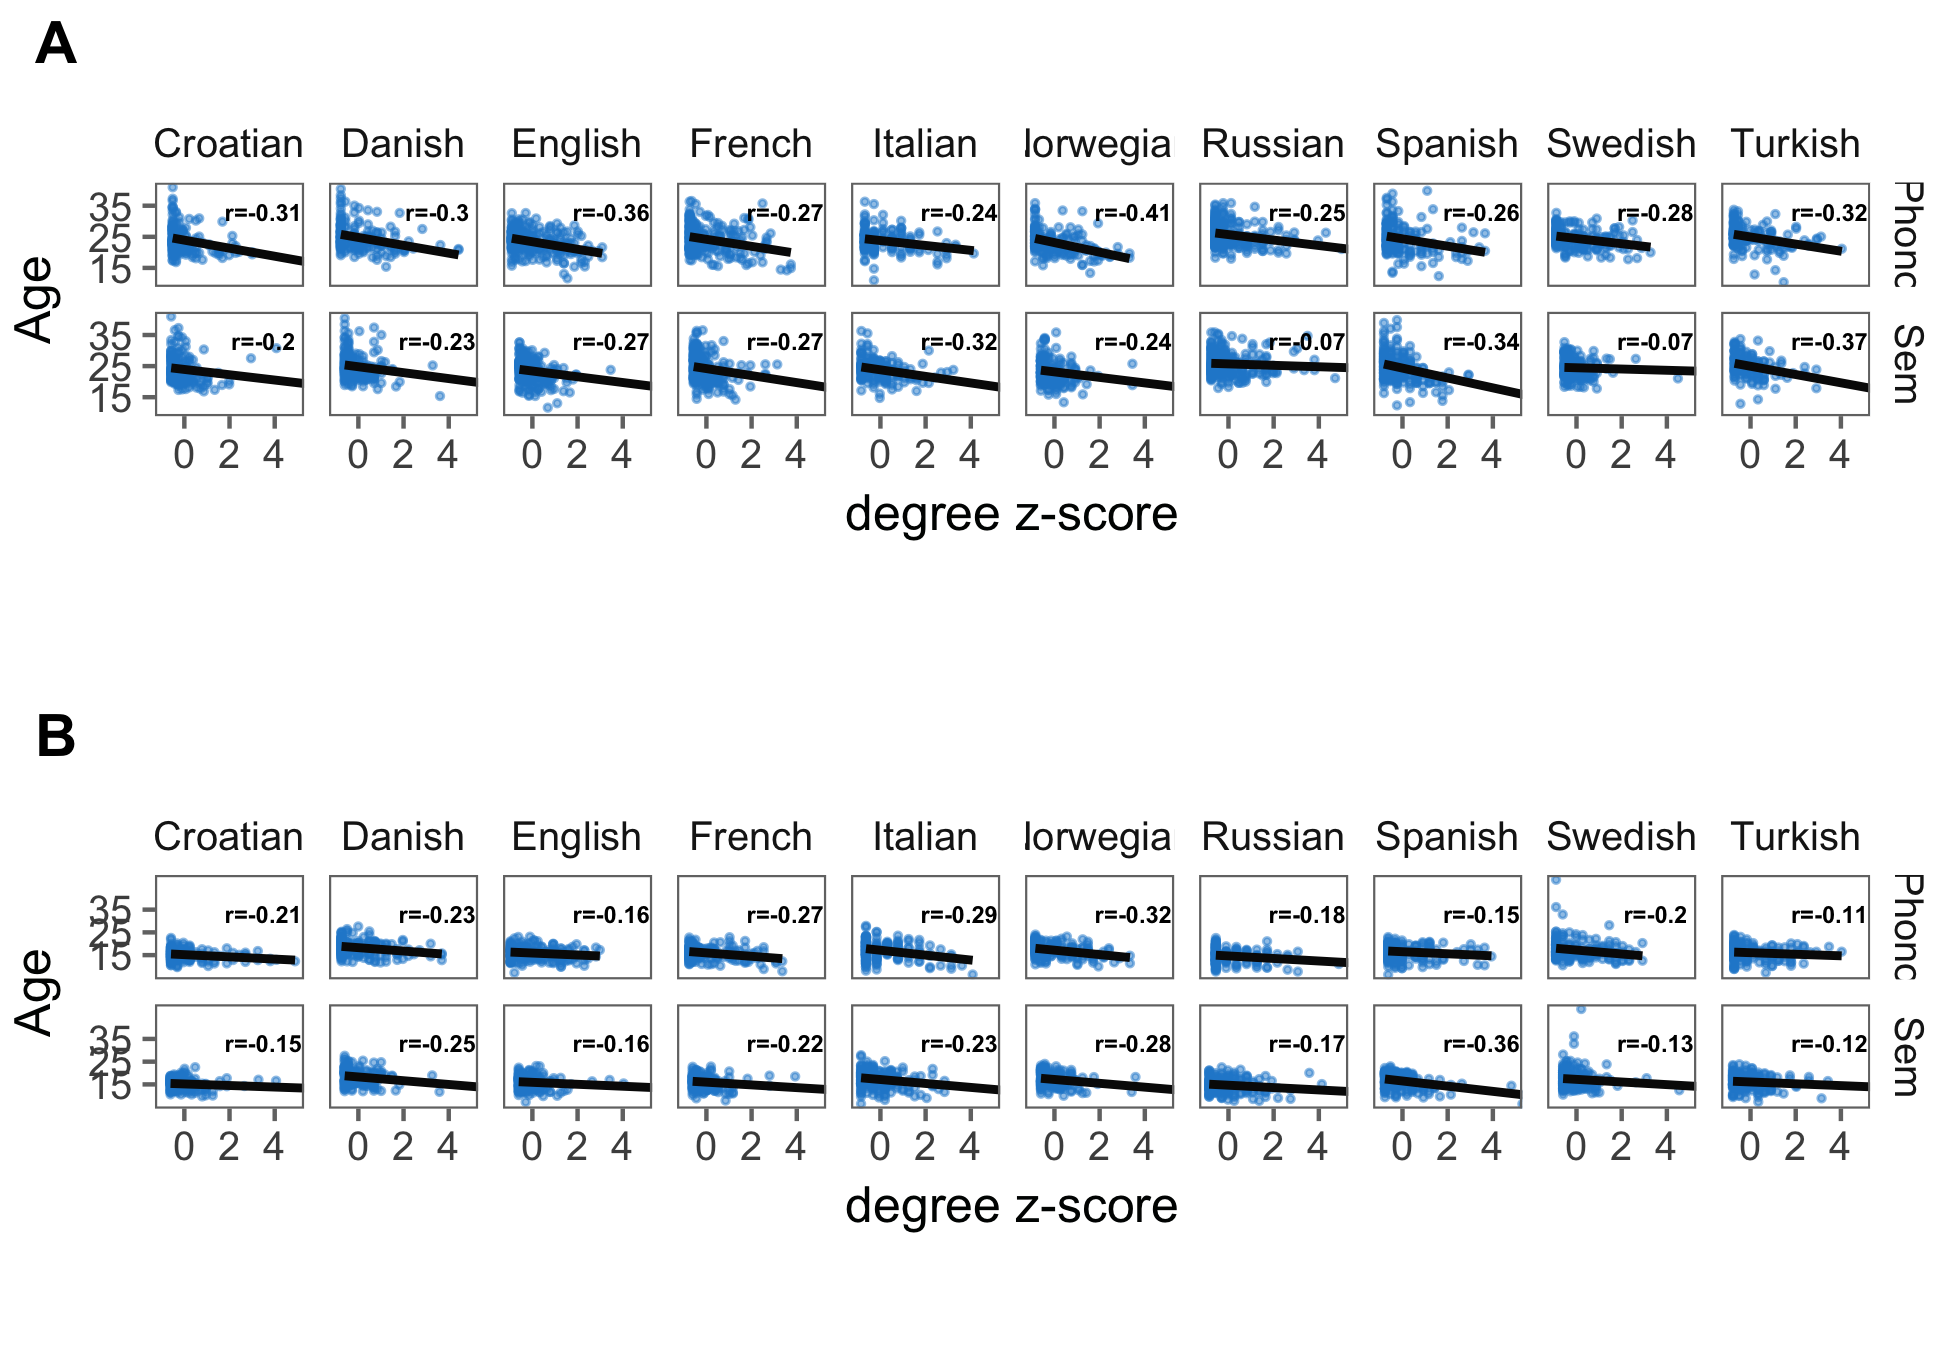 A
Croatian Danish English French Italian Jorwegia Russian Spanish Swedish Turkish
35 25 15 r=-0.31 r=-0.3 r=-0.36 r=-0.27 r=-0.24 r=-0.41 r=-0.25 r=-0.26 r=-0.28 r=-0.32 Phonc
Age
35 25 15 r=-0.2 r=-0.23 r=-0.27 r=-0.27 r=-0.32 r=-0.24 r=-0.07 r=-0.34 r=-0.07 r=-0.37 Sem
0 2 4 0 2 4 0 2 4 0 2 4 0 2 4 0 2 4 0 2 4 0 2 4 0 2 4 0 2 4
degree z-score
B
Croatian Danish English French Italian Jorwegia Russian Spanish Swedish Turkish
35 25 15 r=-0.21 r=-0.23 r=-0.16 r=-0.27 r=-0.29 r=-0.32 r=-0.18 r=-0.15 r=-0.2 r=-0.11 Phonc
Age
35 25 15 r=-0.15 r=-0.25 r=-0.16 r=-0.22 r=-0.23 r=-0.28 r=-0.17 r=-0.36 r=-0.13 r=-0.12 Sem
0 2 4 0 2 4 0 2 4 0 2 4 0 2 4 0 2 4 0 2 4 0 2 4 0 2 4 0 2 4
degree z-score